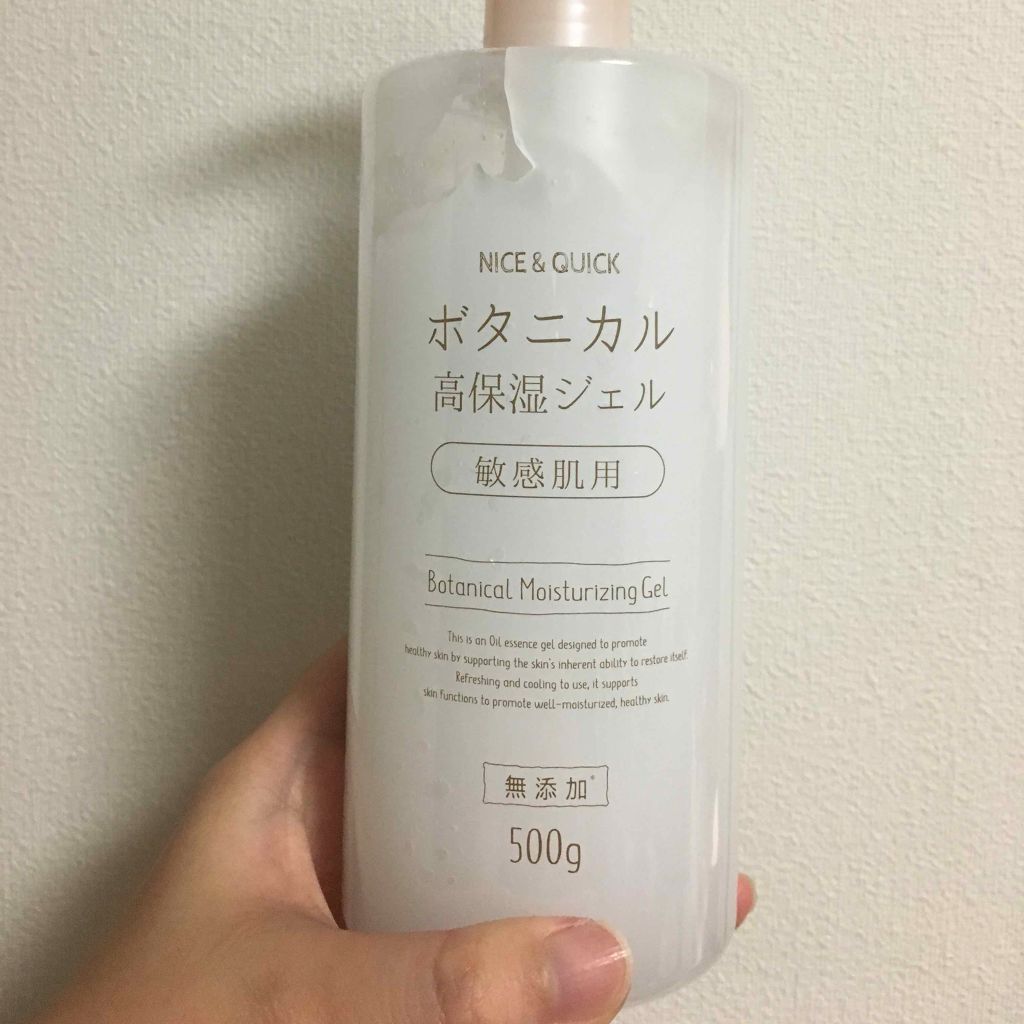 NICE & QUICK
ボタニカル
高保湿ジェル
敏感肌用
Botanical Moisturizing Gel
This is an Oil essence gel designed to promote
healthy skin by supporting the skin's inherent ability to restore itself.
Refreshing and cooling to use, it supports
skin functions to promote well-moisturized, healthy skin.
無添加*
500g